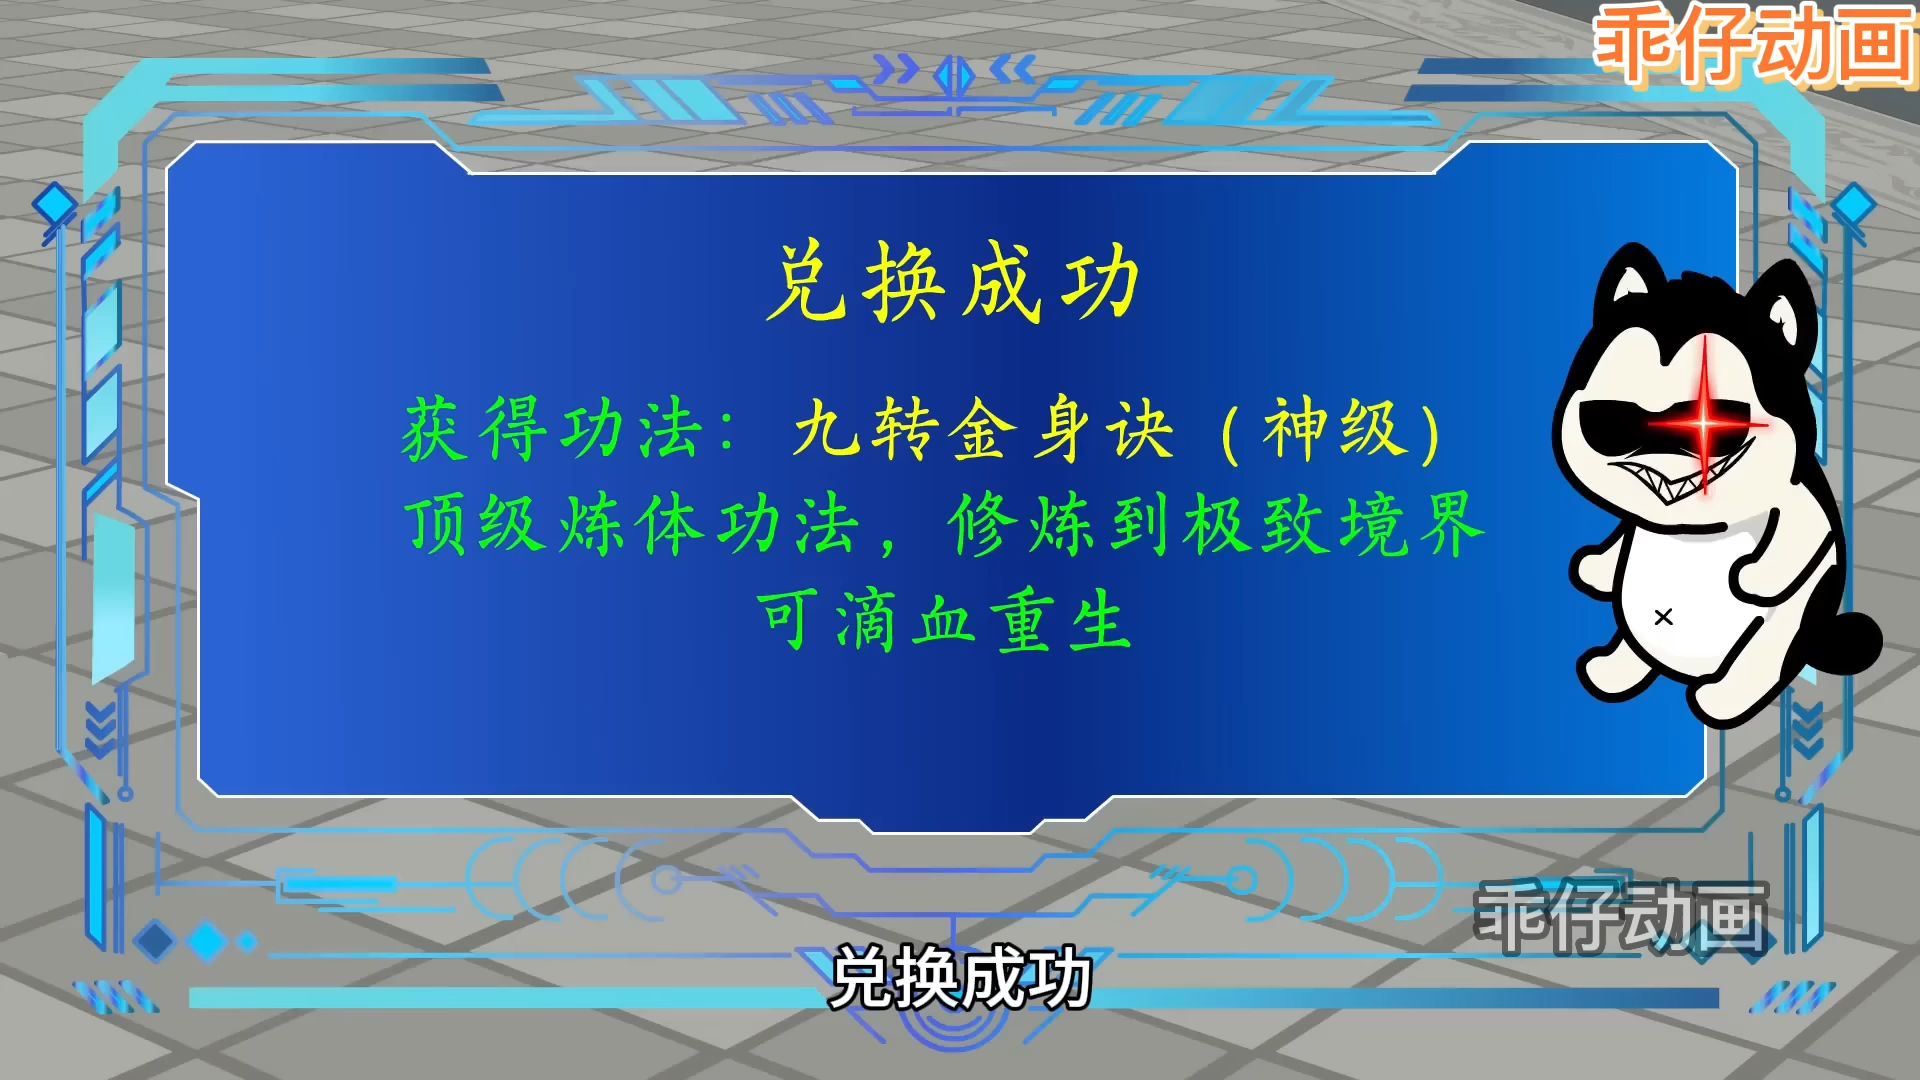 乖仔动画
兑换成功
获得功法：九转金身诀（神级）
顶级炼体功法，修炼到极致境界
可滴血重生
乖仔动画
兑换成功